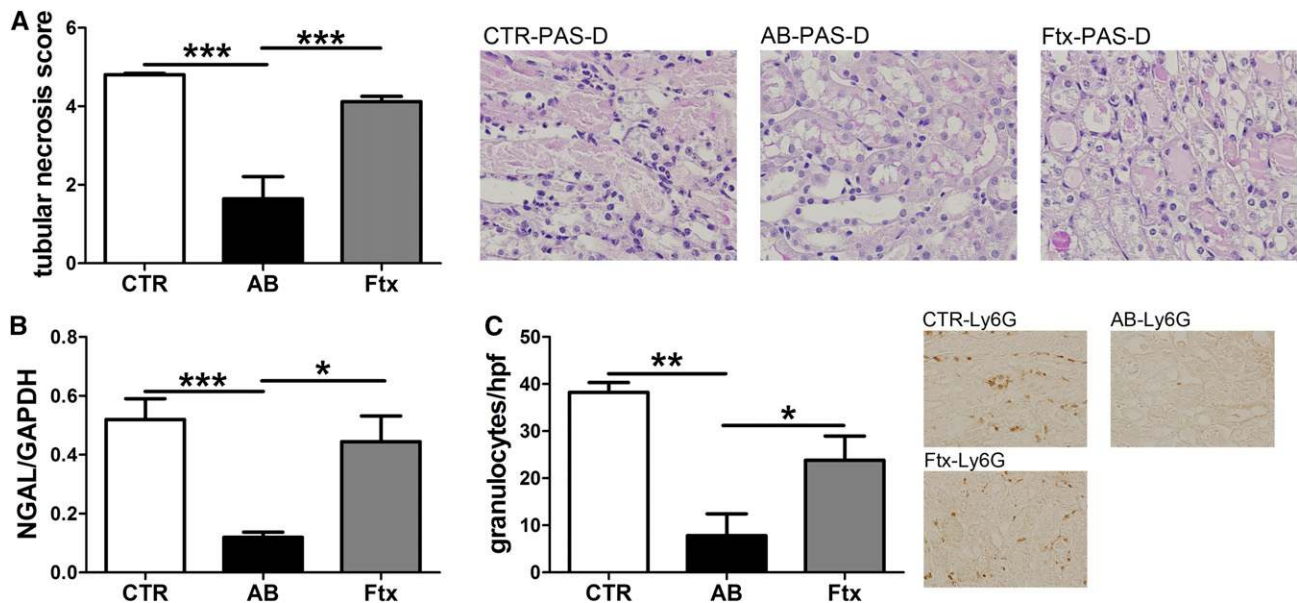 A
tubular necrosis score
6
4
2
0
***
***
CTR
AB
Ftx
CTR-PAS-D
AB-PAS-D
Ftx-PAS-D
B
NGAL/GAPDH
0.8
0.6
0.4
0.2
0.0
***
*
CTR
AB
Ftx
C
granulocytes/hpf
50
40
30
20
10
0
**
*
CTR
AB
Ftx
CTR-Ly6G
AB-Ly6G
Ftx-Ly6G